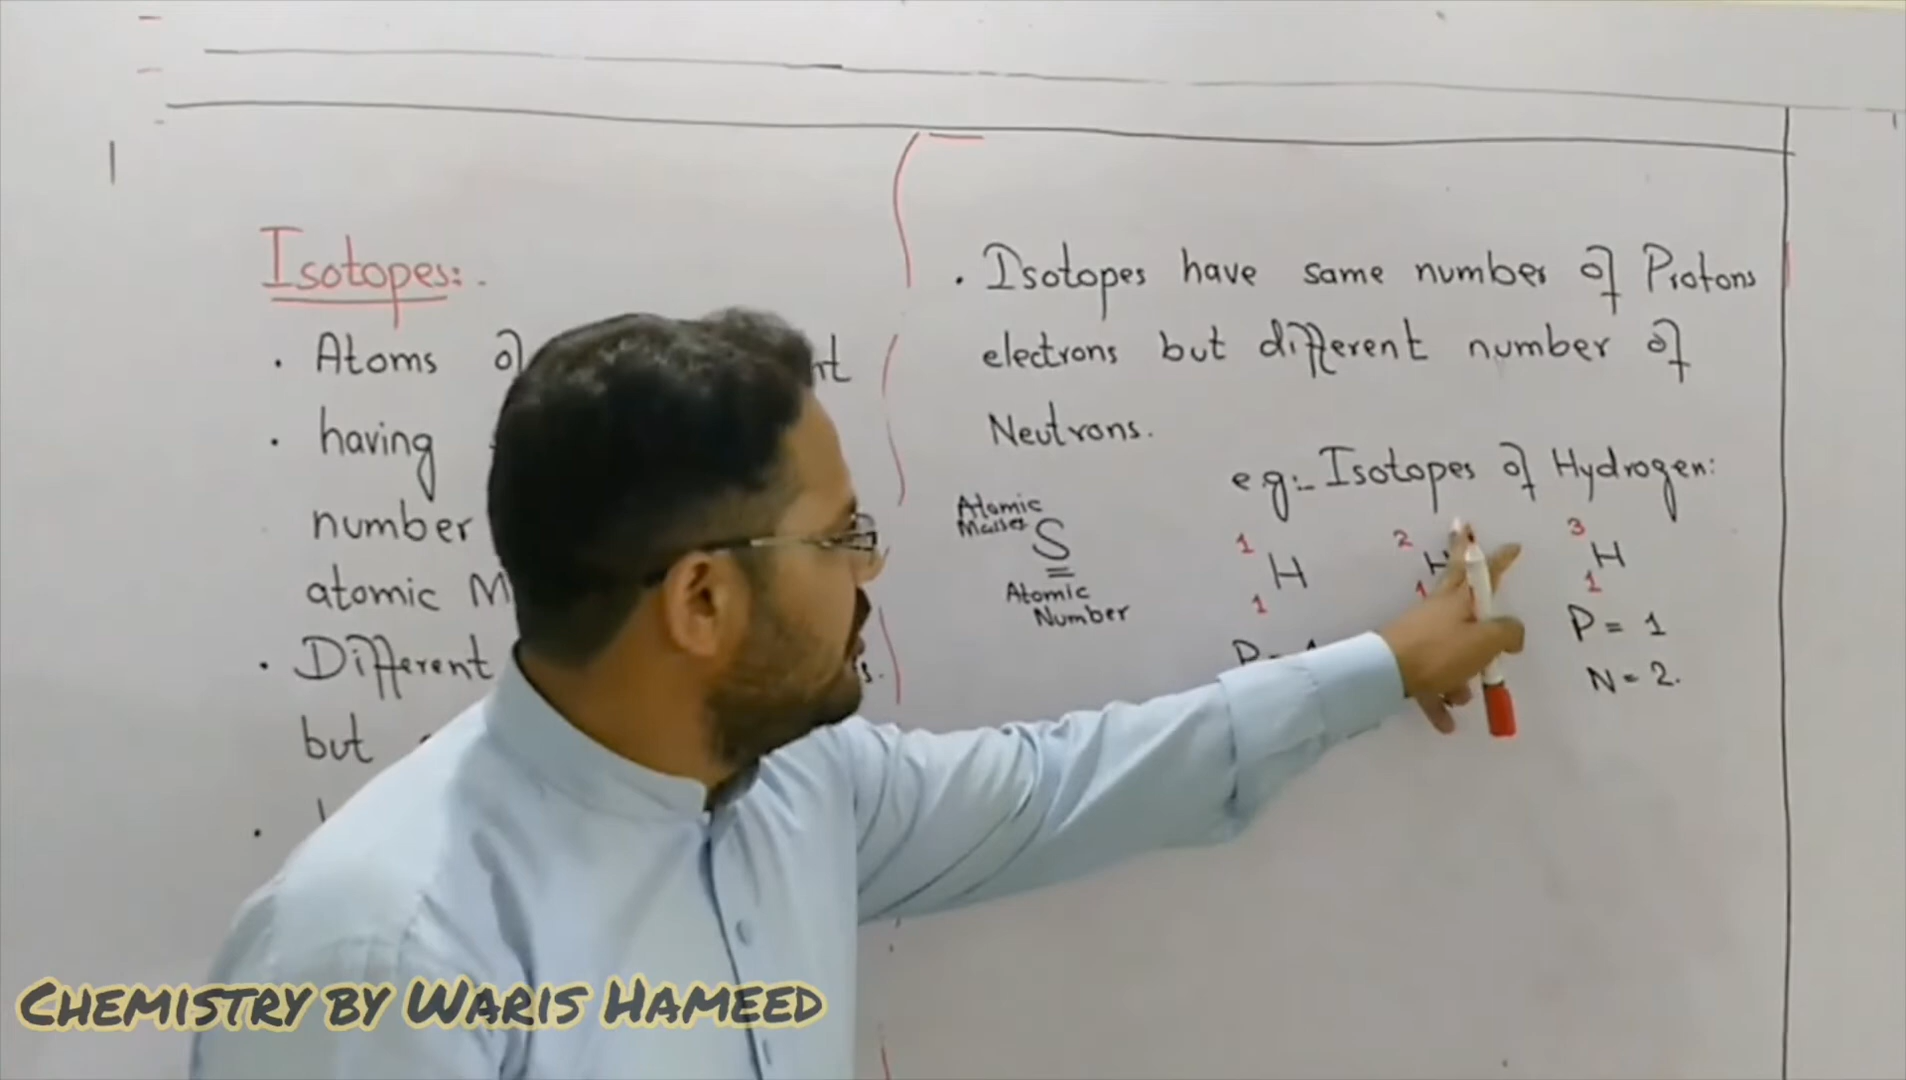 Isotopes:-
. Atoms of
. having
number
atomic M
. Different
but
. Isotopes have same number of Protons
electrons but different number of
Neutrons.
e.g:- Isotopes of Hydrogen:
Atomic
Masses
S
Atomic
Number
1 H 1
2 H 1
3 H 1
P = 1
N = 2.
CHEMISTRY BY WARIS HAMEED